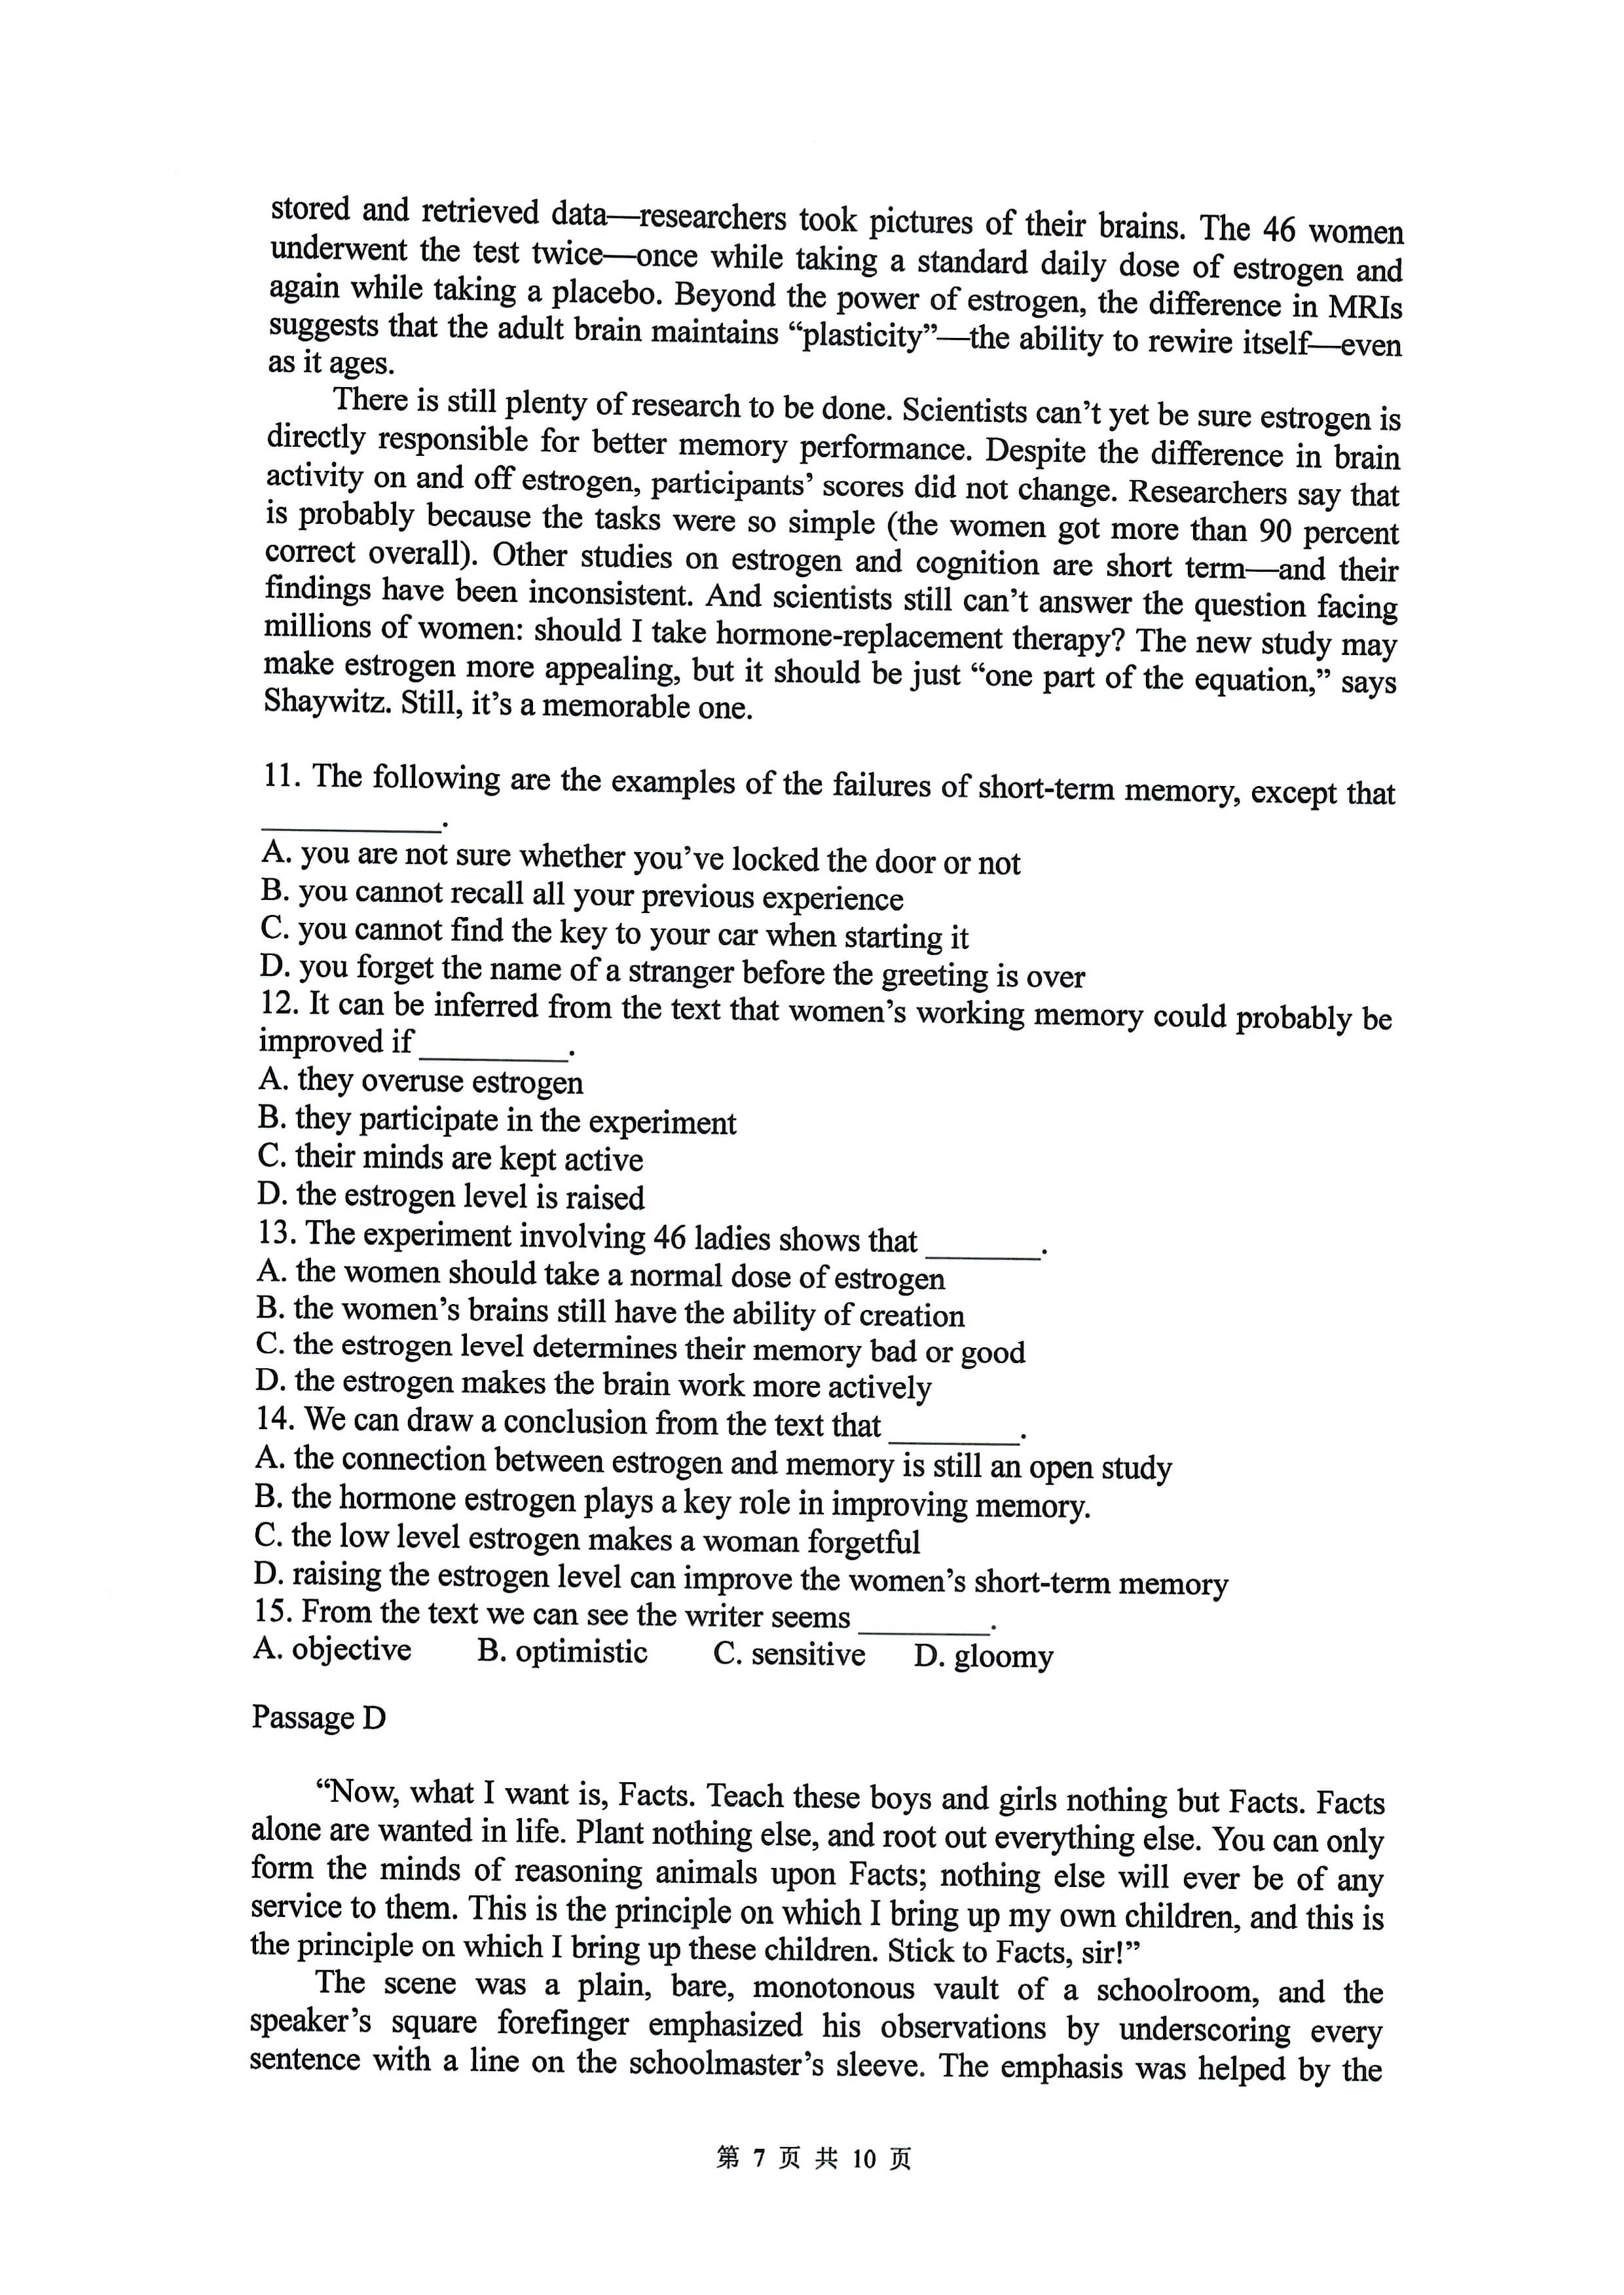 stored and retrieved data—researchers took pictures of their brains. The 46 women
underwent the test twice—once while taking a standard daily dose of estrogen and
again while taking a placebo. Beyond the power of estrogen, the difference in MRIs
suggests that the adult brain maintains “plasticity”—the ability to rewire itself—even
as it ages.
There is still plenty of research to be done. Scientists can’t yet be sure estrogen is
directly responsible for better memory performance. Despite the difference in brain
activity on and off estrogen, participants’ scores did not change. Researchers say that
is probably because the tasks were so simple (the women got more than 90 percent
correct overall). Other studies on estrogen and cognition are short term—and their
findings have been inconsistent. And scientists still can’t answer the question facing
millions of women: should I take hormone-replacement therapy? The new study may
make estrogen more appealing, but it should be just “one part of the equation,” says
Shaywitz. Still, it’s a memorable one.
11. The following are the examples of the failures of short-term memory, except that
___________.
A. you are not sure whether you’ve locked the door or not
B. you cannot recall all your previous experience
C. you cannot find the key to your car when starting it
D. you forget the name of a stranger before the greeting is over
12. It can be inferred from the text that women’s working memory could probably be
improved if _________.
A. they overuse estrogen
B. they participate in the experiment
C. their minds are kept active
D. the estrogen level is raised
13. The experiment involving 46 ladies shows that _______.
A. the women should take a normal dose of estrogen
B. the women’s brains still have the ability of creation
C. the estrogen level determines their memory bad or good
D. the estrogen makes the brain work more actively
14. We can draw a conclusion from the text that ________.
A. the connection between estrogen and memory is still an open study
B. the hormone estrogen plays a key role in improving memory.
C. the low level estrogen makes a woman forgetful
D. raising the estrogen level can improve the women’s short-term memory
15. From the text we can see the writer seems ________.
A. objective B. optimistic C. sensitive D. gloomy
Passage D
“Now, what I want is, Facts. Teach these boys and girls nothing but Facts. Facts
alone are wanted in life. Plant nothing else, and root out everything else. You can only
form the minds of reasoning animals upon Facts; nothing else will ever be of any
service to them. This is the principle on which I bring up my own children, and this is
the principle on which I bring up these children. Stick to Facts, sir!”
The scene was a plain, bare, monotonous vault of a schoolroom, and the
speaker’s square forefinger emphasized his observations by underscoring every
sentence with a line on the schoolmaster’s sleeve. The emphasis was helped by the
第 7 页 共 10 页